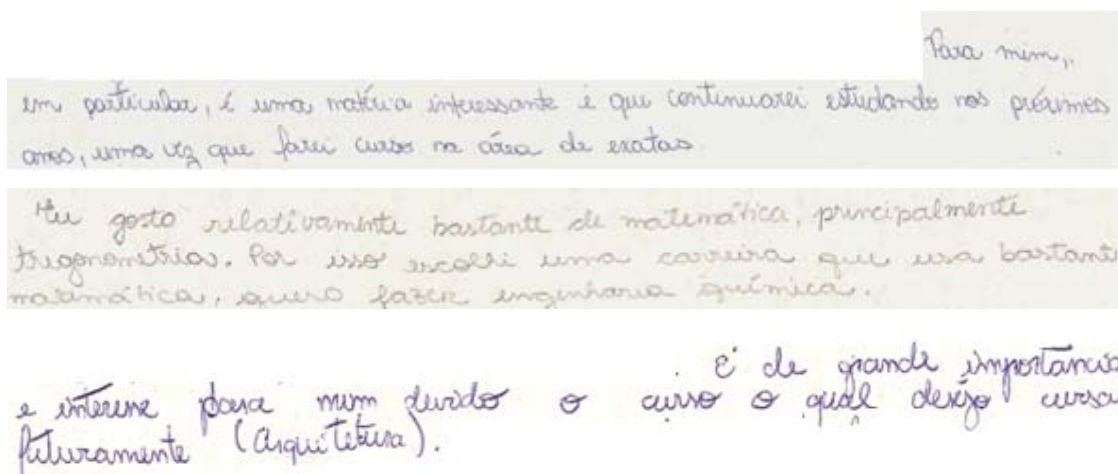 Para mim,
em particular, é uma matéria interessante e que continuarei estudando nos próximos
anos, uma vez que farei curso na área de exatas
Eu gosto relativamente bastante de matemática, principalmente
trigonometria. Por isso escolhi uma carreira que usa bastante
matemática, quero fazer engenharia química.
É de grande importância
e interesse para mim devido o curso o qual desejo cursa
futuramente (Arquitetura).